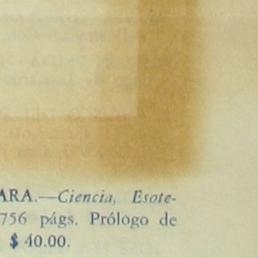 ARA.—Ciencia, Esote-
756 págs. Prólogo de
$ 40.00.